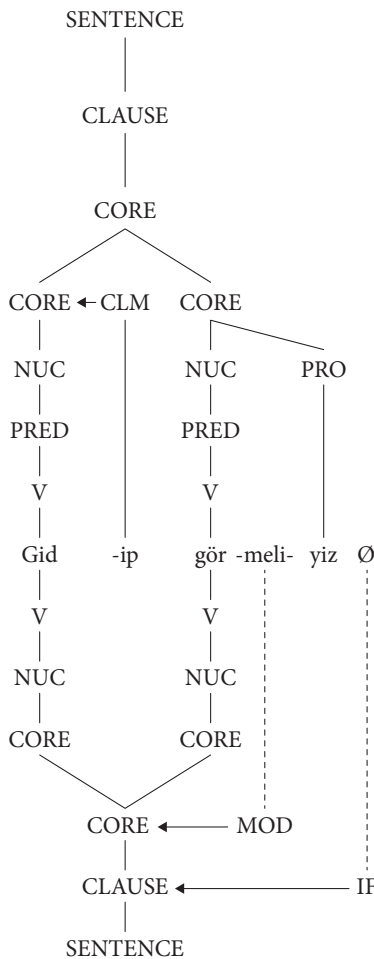 SENTENCE
CLAUSE
CORE
CORE CLM CORE
NUC NUC PRO
PRED PRED
V V
Gid -ip gör -meli- yiz Ø
V V
NUC NUC
CORE CORE
CORE MOD
CLAUSE IF
SENTENCE